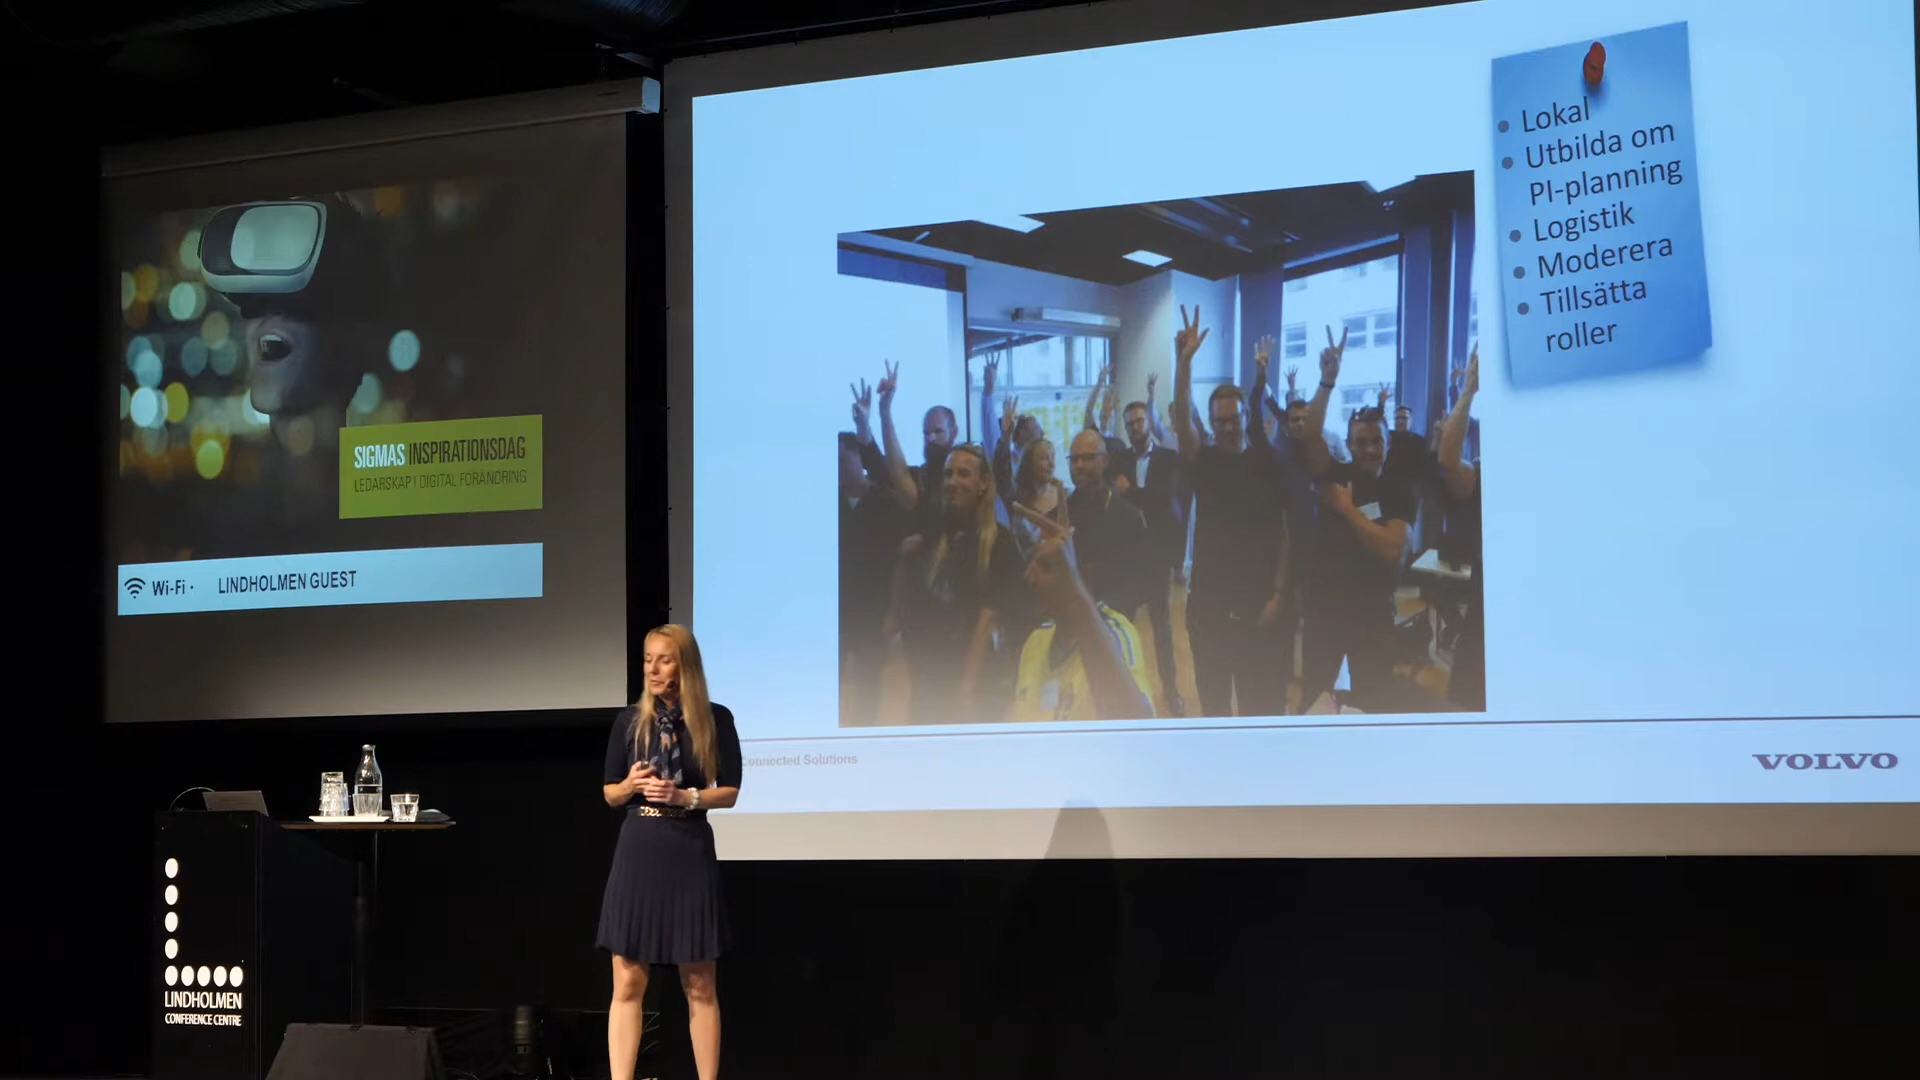 SIGMAS INSPIRATIONSDAG
LEDARSKAP I DIGITAL FÖRÄNDRING
Wi-Fi · LINDHOLMEN GUEST
• Lokal
• Utbilda om
PI-planning
• Logistik
• Moderera
• Tillsätta
roller
Connected Solutions
VOLVO
LINDHOLMEN
CONFERENCE CENTRE